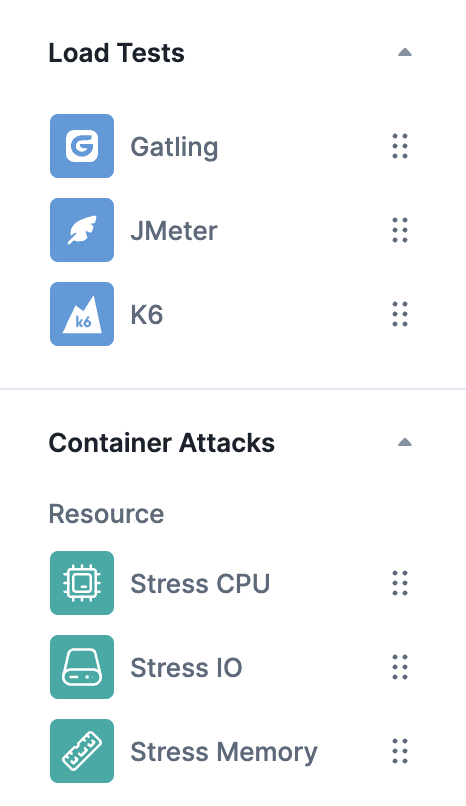 Load Tests
Gatling
JMeter
k6
K6
Container Attacks
Resource
Stress CPU
Stress IO
Stress Memory